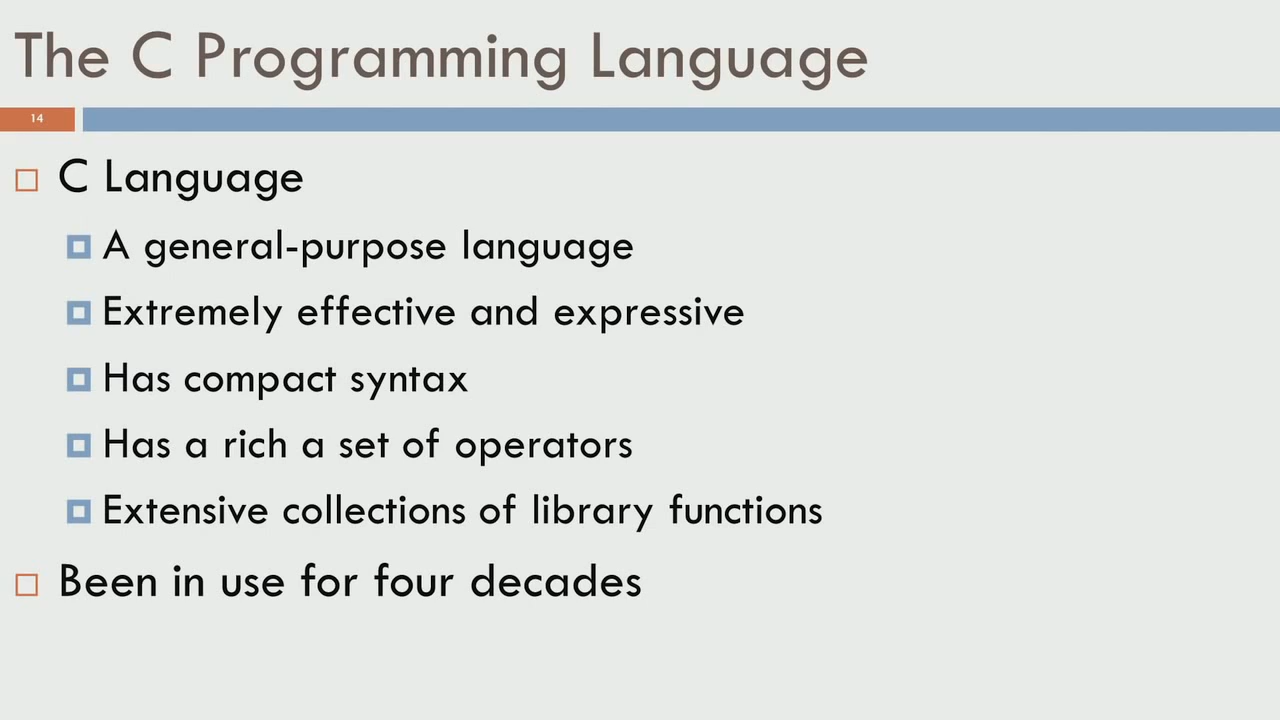 The C Programming Language
14
C Language
A general-purpose language
Extremely effective and expressive
Has compact syntax
Has a rich a set of operators
Extensive collections of library functions
Been in use for four decades